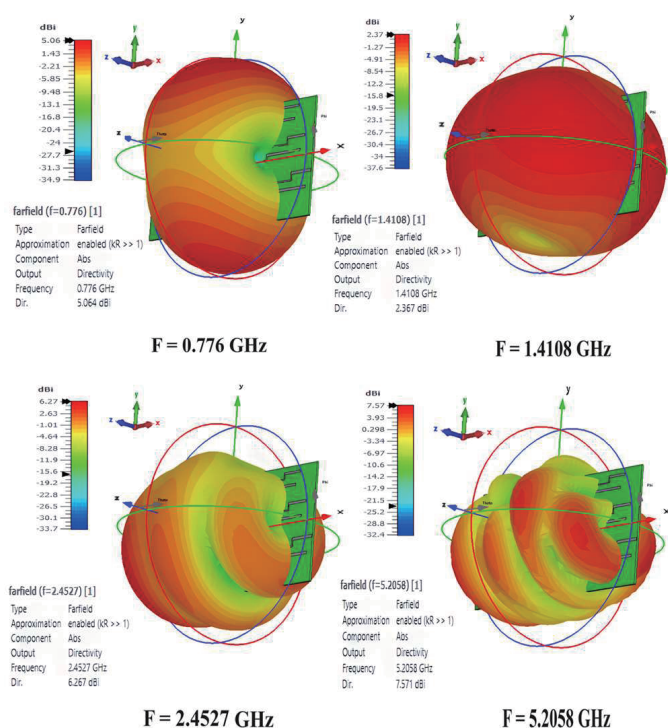 dBi
5.06
1.43
-2.21
-5.85
-9.48
-13.1
-16.8
-20.4
-24
-27.7
-31.3
-34.9
y
z
x
y
z
Theta
Phi
x
farfield (f=0.776) [1]
Type Farfield
Approximation enabled (kR >> 1)
Component Abs
Output Directivity
Frequency 0.776 GHz
Dir. 5.064 dBi
F = 0.776 GHz
dBi
2.37
-4.91
-8.54
-12.2
-15.8
-19.5
-23.1
-26.7
-30.4
-34
-37.6
y
z
x
y
z
Theta
Phi
x
farfield (f=1.4108) [1]
Type Farfield
Approximation enabled (kR >> 1)
Component Abs
Output Directivity
Frequency 1.4108 GHz
Dir. 2.367 dBi
F = 1.4108 GHz
dBi
6.27
-1.01
-4.64
-8.28
-11.9
-15.6
-19.2
-22.8
-26.5
-30.1
-33.7
y
z
x
y
z
Theta
x
farfield (f=2.4527) [1]
Type Farfield
Approximation enabled (kR >> 1)
Component Abs
Output Directivity
Frequency 2.4527 GHz
Dir. 6.267 dBi
F = 2.4527 GHz
dBi
7.57
3.93
0.298
-3.34
-6.97
-10.6
-14.2
-17.9
-21.5
-25.2
-28.8
-32.4
y
z
x
y
z
x
farfield (f=5.2058) [1]
Type Farfield
Approximation enabled (kR >> 1)
Component Abs
Output Directivity
Frequency 5.2058 GHz
Dir. 7.571 dBi
F = 5.2058 GHz